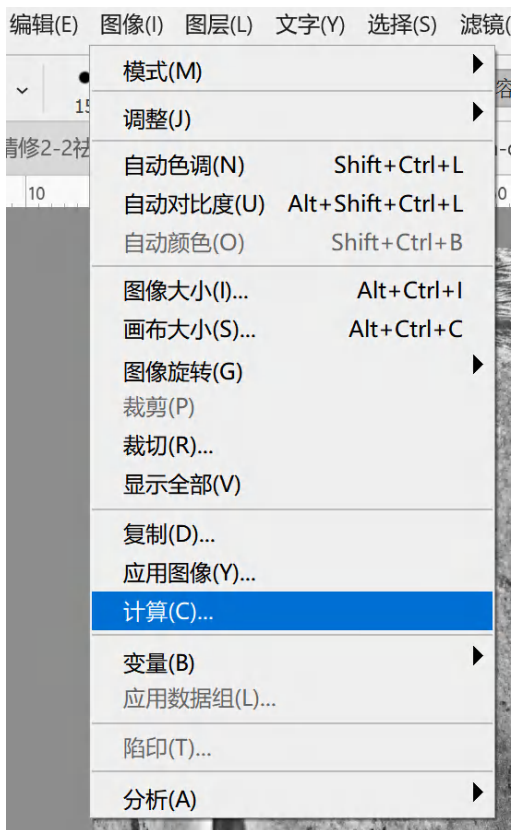 编辑(E) 图像(I) 图层(L) 文字(Y) 选择(S) 滤镜(
模式(M)
15
调整(J)
精修2-2祛
自动色调(N) Shift+Ctrl+L
10
自动对比度(U) Alt+Shift+Ctrl+L
自动颜色(O) Shift+Ctrl+B
图像大小(I)... Alt+Ctrl+I
画布大小(S)... Alt+Ctrl+C
图像旋转(G)
裁剪(P)
裁切(R)...
显示全部(V)
复制(D)...
应用图像(Y)...
计算(C)...
变量(B)
应用数据组(L)...
陷印(T)...
分析(A)